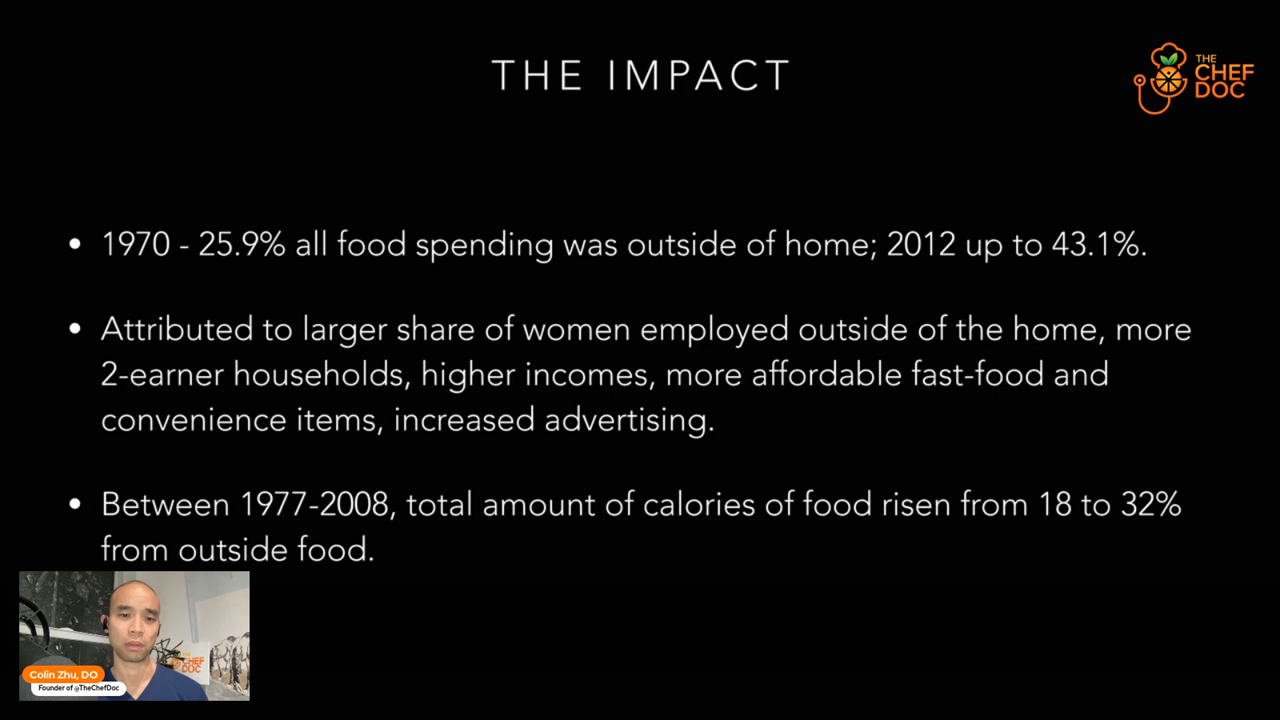 THE IMPACT
THE
CHEF
DOC
• 1970 - 25.9% all food spending was outside of home; 2012 up to 43.1%.
• Attributed to larger share of women employed outside of the home, more
2-earner households, higher incomes, more affordable fast-food and
convenience items, increased advertising.
• Between 1977-2008, total amount of calories of food risen from 18 to 32%
from outside food.
THE
CHEF
DOC
Colin Zhu, DO
Founder of @TheChefDoc